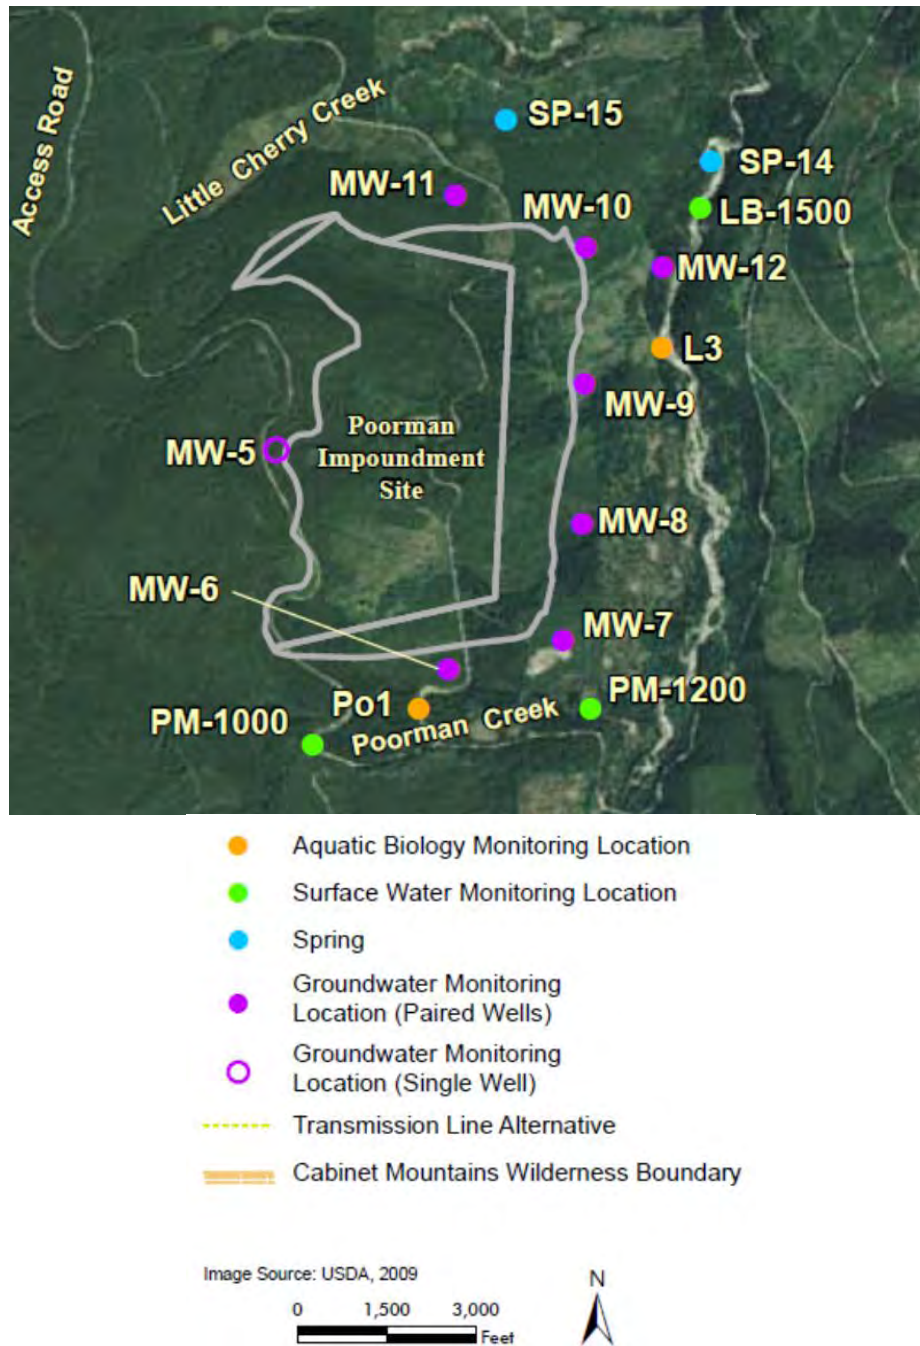 Access Road
Little Cherry Creek
SP-15
SP-14
MW-11
MW-10
LB-1500
MW-12
L3
MW-9
Poorman
Impoundment
Site
MW-5
MW-8
MW-6
MW-7
Po1
PM-1200
PM-1000
Poorman Creek
Aquatic Biology Monitoring Location
Surface Water Monitoring Location
Spring
Groundwater Monitoring
Location (Paired Wells)
Groundwater Monitoring
Location (Single Well)
Transmission Line Alternative
Cabinet Mountains Wilderness Boundary
Image Source: USDA, 2009
N
0 1,500 3,000
Feet